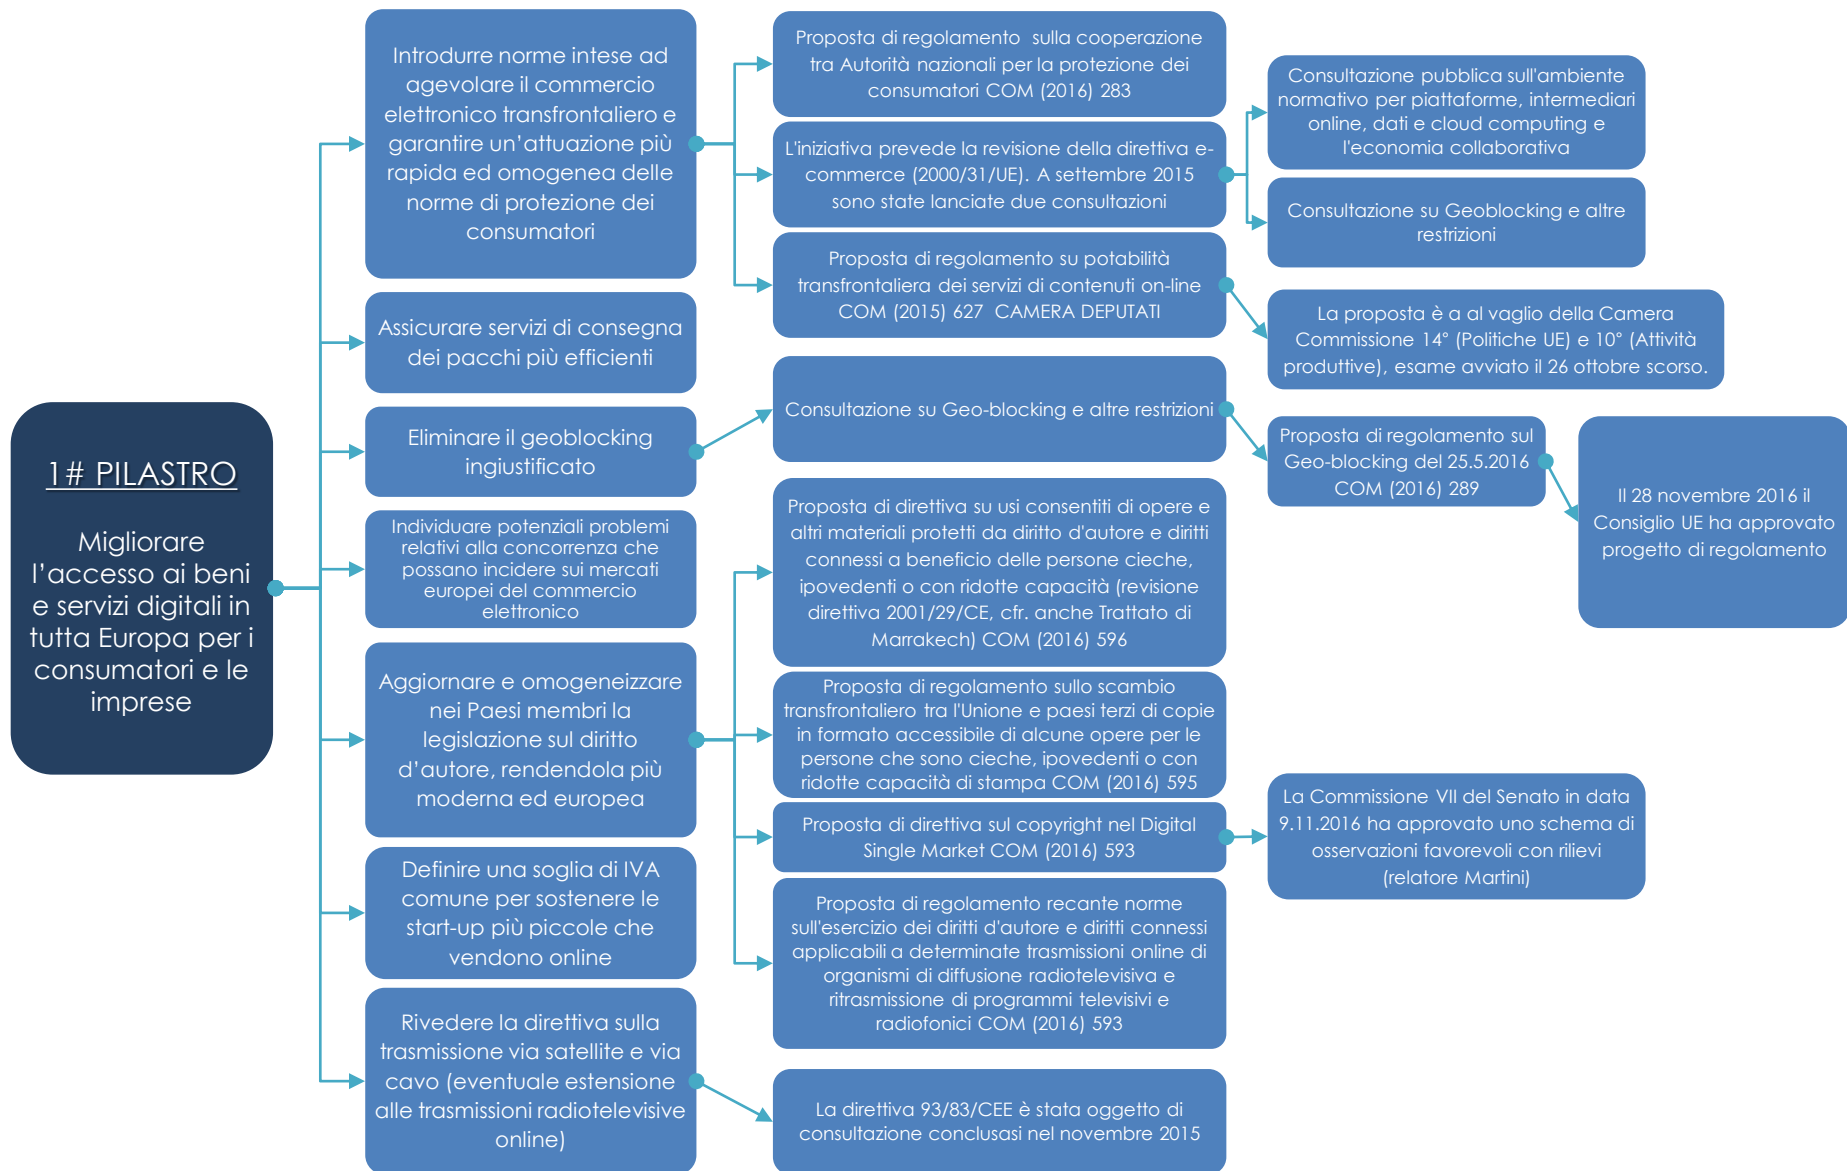 1# PILASTRO
Migliorare
l'accesso ai beni
e servizi digitali in
tutta Europa per i
consumatori e le
imprese
Introdurre norme intese ad
agevolare il commercio
elettronico transfrontaliero e
garantire un'attuazione più
rapida ed omogenea delle
norme di protezione dei
consumatori
Proposta di regolamento sulla cooperazione
tra Autorità nazionali per la protezione dei
consumatori COM (2016) 283
L'iniziativa prevede la revisione della direttiva e-
commerce (2000/31/UE). A settembre 2015
sono state lanciate due consultazioni
Consultazione pubblica sull'ambiente
normativo per piattaforme, intermediari
online, dati e cloud computing e
l'economia collaborativa
Consultazione su Geoblocking e altre
restrizioni
Proposta di regolamento su potabilità
transfrontaliera dei servizi di contenuti on-line
COM (2015) 627 CAMERA DEPUTATI
La proposta è a al vaglio della Camera
Commissione 14° (Politiche UE) e 10° (Attività
produttive), esame avviato il 26 ottobre scorso.
Assicurare servizi di consegna
dei pacchi più efficienti
Eliminare il geoblocking
ingiustificato
Consultazione su Geo-blocking e altre restrizioni
Proposta di regolamento sul
Geo-blocking del 25.5.2016
COM (2016) 289
Il 28 novembre 2016 il
Consiglio UE ha approvato
progetto di regolamento
Individuare potenziali problemi
relativi alla concorrenza che
possano incidere sui mercati
europei del commercio
elettronico
Aggiornare e omogeneizzare
nei Paesi membri la
legislazione sul diritto
d'autore, rendendola più
moderna ed europea
Proposta di direttiva su usi consentiti di opere e
altri materiali protetti da diritto d'autore e diritti
connessi a beneficio delle persone cieche,
ipovedenti o con ridotte capacità (revisione
direttiva 2001/29/CE, cfr. anche Trattato di
Marrakech) COM (2016) 596
Proposta di regolamento sullo scambio
transfrontaliero tra l'Unione e paesi terzi di copie
in formato accessibile di alcune opere per le
persone che sono cieche, ipovedenti o con
ridotte capacità di stampa COM (2016) 595
Proposta di direttiva sul copyright nel Digital
Single Market COM (2016) 593
La Commissione VII del Senato in data
9.11.2016 ha approvato uno schema di
osservazioni favorevoli con rilievi
(relatore Martini)
Proposta di regolamento recante norme
sull'esercizio dei diritti d'autore e diritti connessi
applicabili a determinate trasmissioni online di
organismi di diffusione radiotelevisiva e
ritrasmissione di programmi televisivi e
radiofonici COM (2016) 593
Definire una soglia di IVA
comune per sostenere le
start-up più piccole che
vendono online
Rivedere la direttiva sulla
trasmissione via satellite e via
cavo (eventuale estensione
alle trasmissioni radiotelevisive
online)
La direttiva 93/83/CEE è stata oggetto di
consultazione conclusasi nel novembre 2015